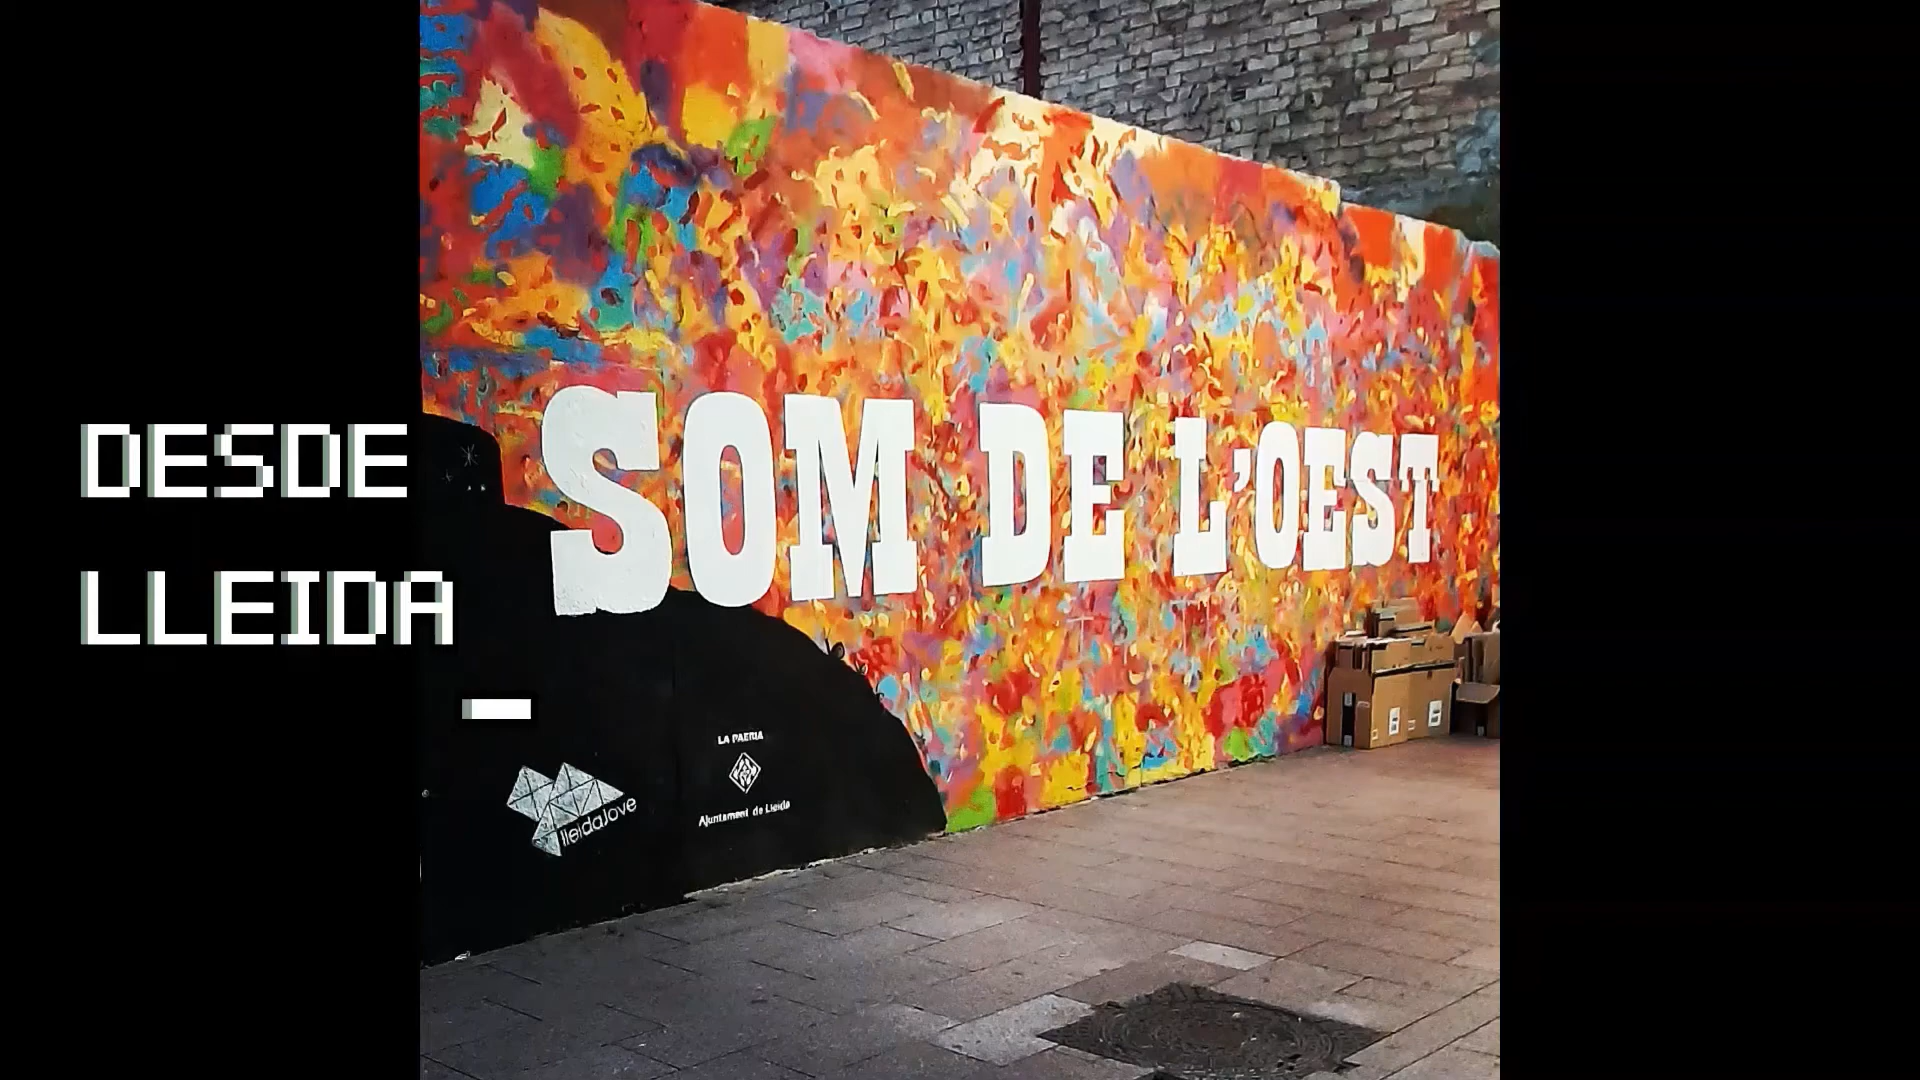 DESDE
LLEIDA
SOM DE L'OEST
lleidaJove
LA PAERIA
Ajuntament de Lleida